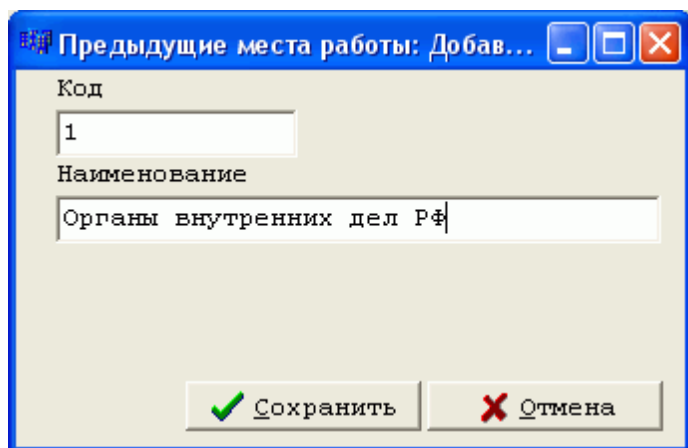 Предыдущие места работы: Добав...
Код
1
Наименование
Органы внутренних дел РФ
Сохранить Отмена